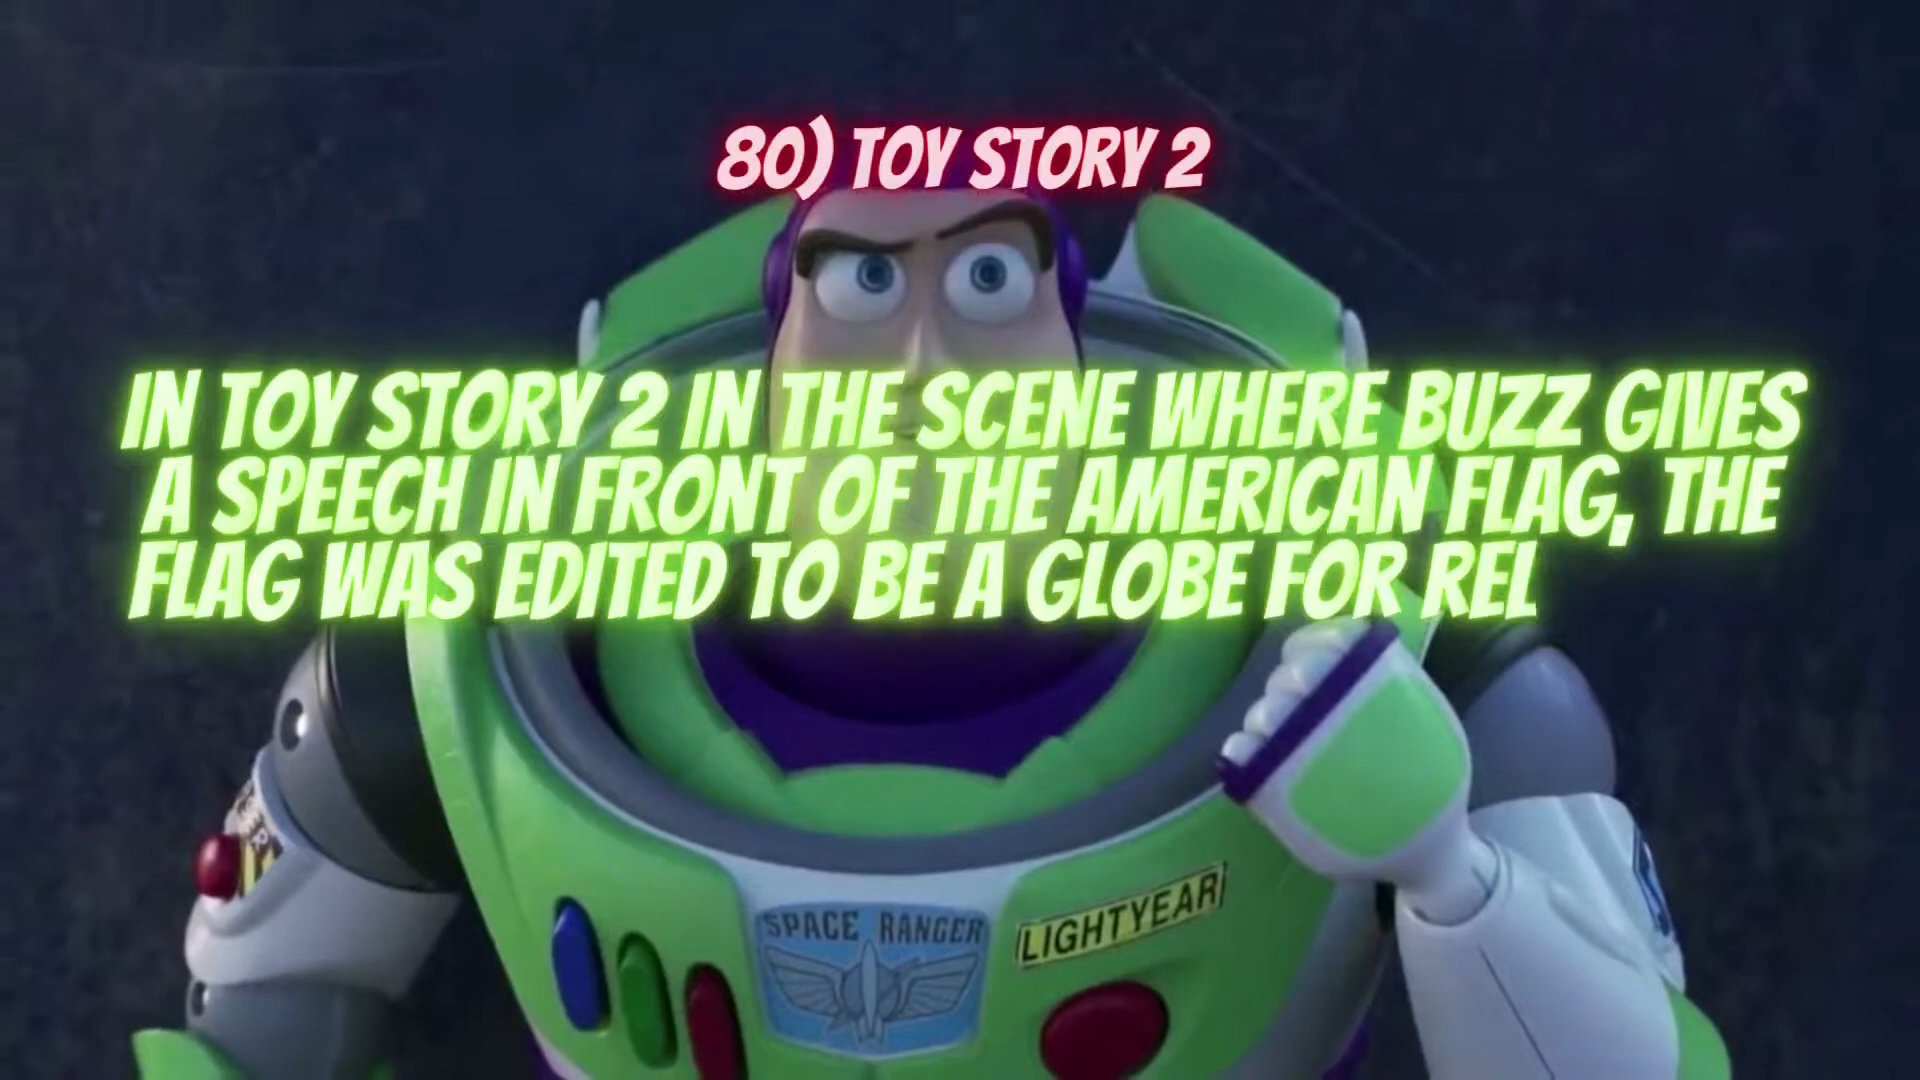 80) TOY STORY 2
IN TOY STORY 2 IN THE SCENE WHERE BUZZ GIVES
A SPEECH IN FRONT OF THE AMERICAN FLAG, THE
FLAG WAS EDITED TO BE A GLOBE FOR REL
SPACE RANGER
LIGHTYEAR